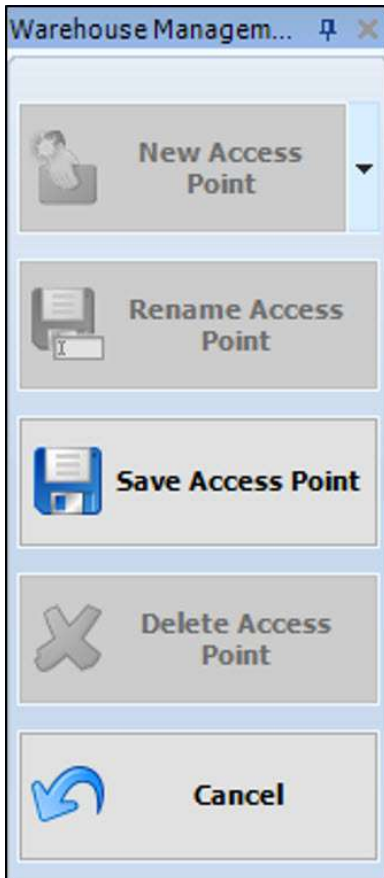 Warehouse Managem...
New Access
Point
Rename Access
Point
Save Access Point
Delete Access
Point
Cancel